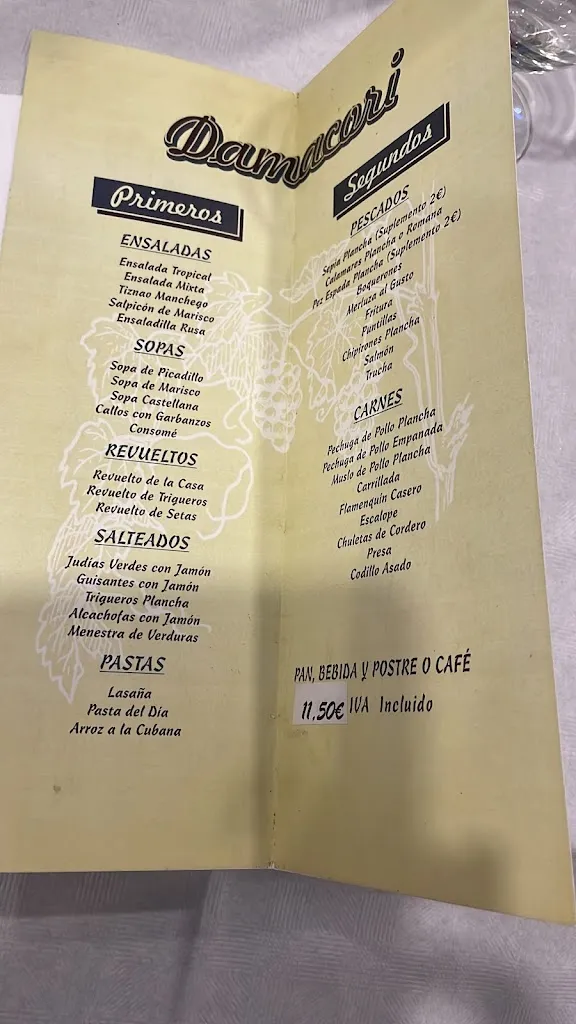 Damacari
Primeros
ENSALADAS
Ensalada Tropical
Ensalada Mixta
Tiznao Manchego
Salpicón de Marisco
Ensaladilla Rusa
SOPAS
Sopa de Picadillo
Sopa de Marisco
Sopa Castellana
Callos con Garbanzos
Consomé
REVUELTOS
Revuelto de la Casa
Revuelto de Trigueros
Revuelto de Setas
SALTEADOS
Judías Verdes con Jamón
Guisantes con Jamón
Trigueros Plancha
Alcachofas con Jamón
Menestra de Verduras
PASTAS
Lasaña
Pasta del Día
Arroz a la Cubana
Segundos
PESCADOS
Sepia Plancha (Suplemento 2€)
Calamares Plancha o Romana
Pez Espada Plancha (Suplemento 2€)
Boquerones
Merluza al Gusto
Fritura
Puntillas
Chipirones Plancha
Salmón
Trucha
CARNES
Pechuga de Pollo Plancha
Pechuga de Pollo Empanada
Muslo de Pollo Plancha
Carrillada
Flamenquín Casero
Escalope
Chuletas de Cordero
Presa
Codillo Asado
PAN, BEBIDA Y POSTRE O CAFÉ
11,50€ IVA Incluido